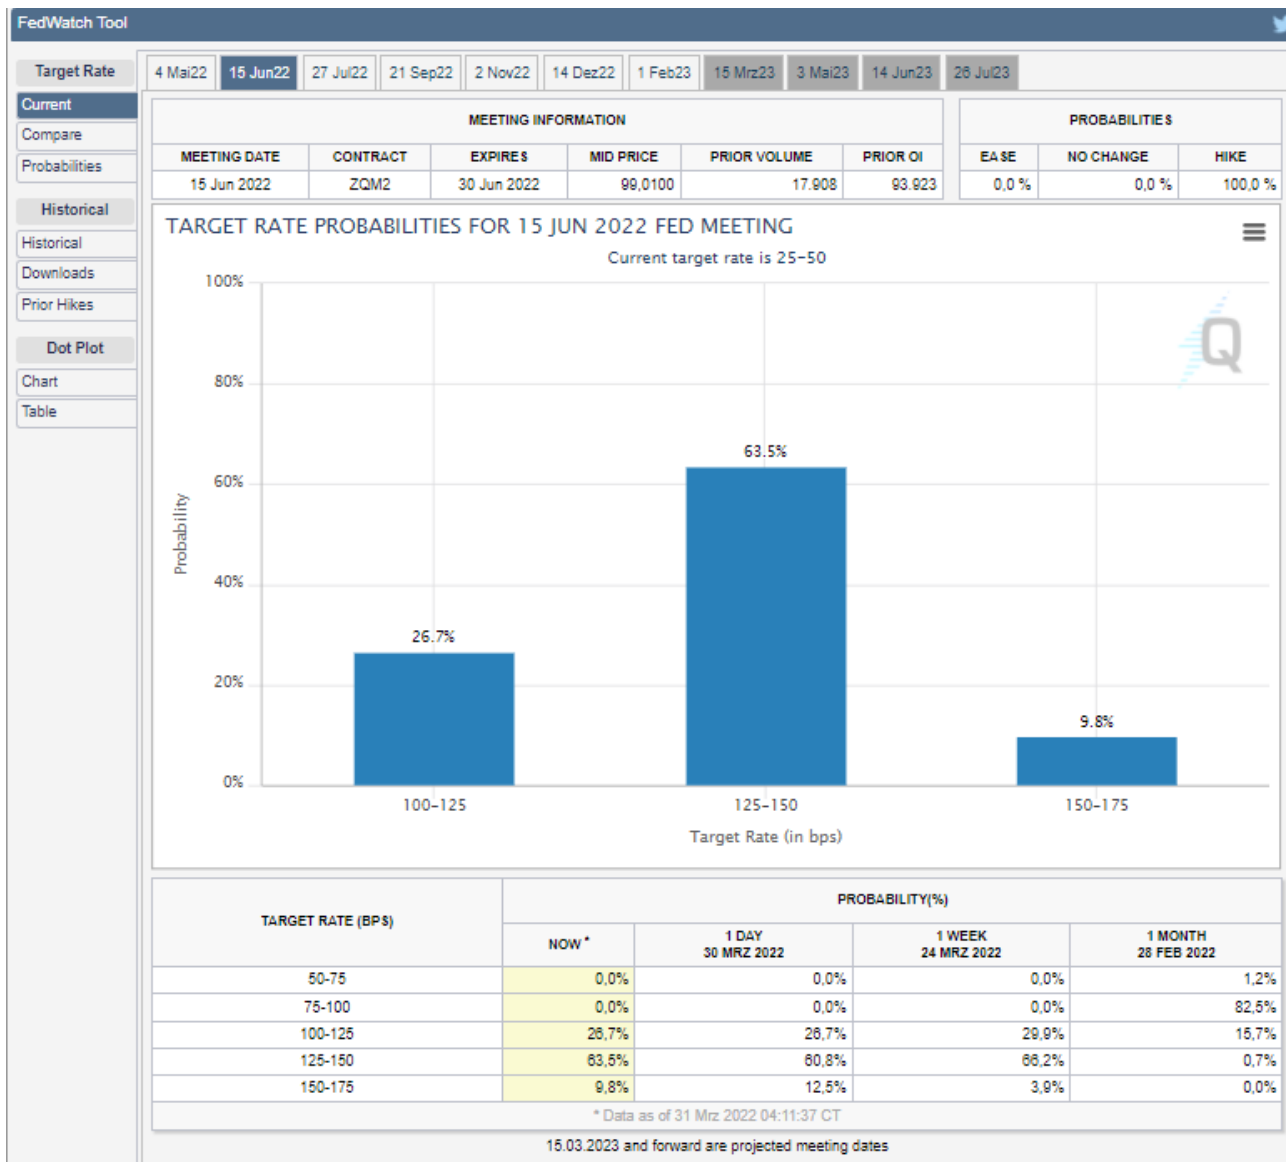 FedWatch Tool
Target Rate
Current
Compare
Probabilities
Historical
Historical
Downloads
Prior Hikes
Dot Plot
Chart
Table
4 Mai22 15 Jun22 27 Jul22 21 Sep22 2 Nov22 14 Dez22 1 Feb23 15 Mrz23 3 Mai23 14 Jun23 26 Jul23
MEETING INFORMATION
MEETING DATE CONTRACT EXPIRES MID PRICE PRIOR VOLUME PRIOR OI
15 Jun 2022 ZQM2 30 Jun 2022 99,0100 17.908 93.923
PROBABILITIES
EASE NO CHANGE HIKE
0,0 % 0,0 % 100,0 %
TARGET RATE PROBABILITIES FOR 15 JUN 2022 FED MEETING
Current target rate is 25-50
Q
Probability
100%
80%
60%
40%
20%
0%
26.7%
63.5%
9.8%
100-125 125-150 150-175
Target Rate (in bps)
TARGET RATE (BPS) PROBABILITY(%)
NOW * 1 DAY 1 WEEK 1 MONTH
30 MRZ 2022 24 MRZ 2022 28 FEB 2022
50-75 0,0% 0,0% 0,0% 1,2%
75-100 0,0% 0,0% 0,0% 82,5%
100-125 26,7% 26,7% 29,9% 15,7%
125-150 63,5% 60,8% 66,2% 0,7%
150-175 9,8% 12,5% 3,9% 0,0%
* Data as of 31 Mrz 2022 04:11:37 CT
15.03.2023 and forward are projected meeting dates